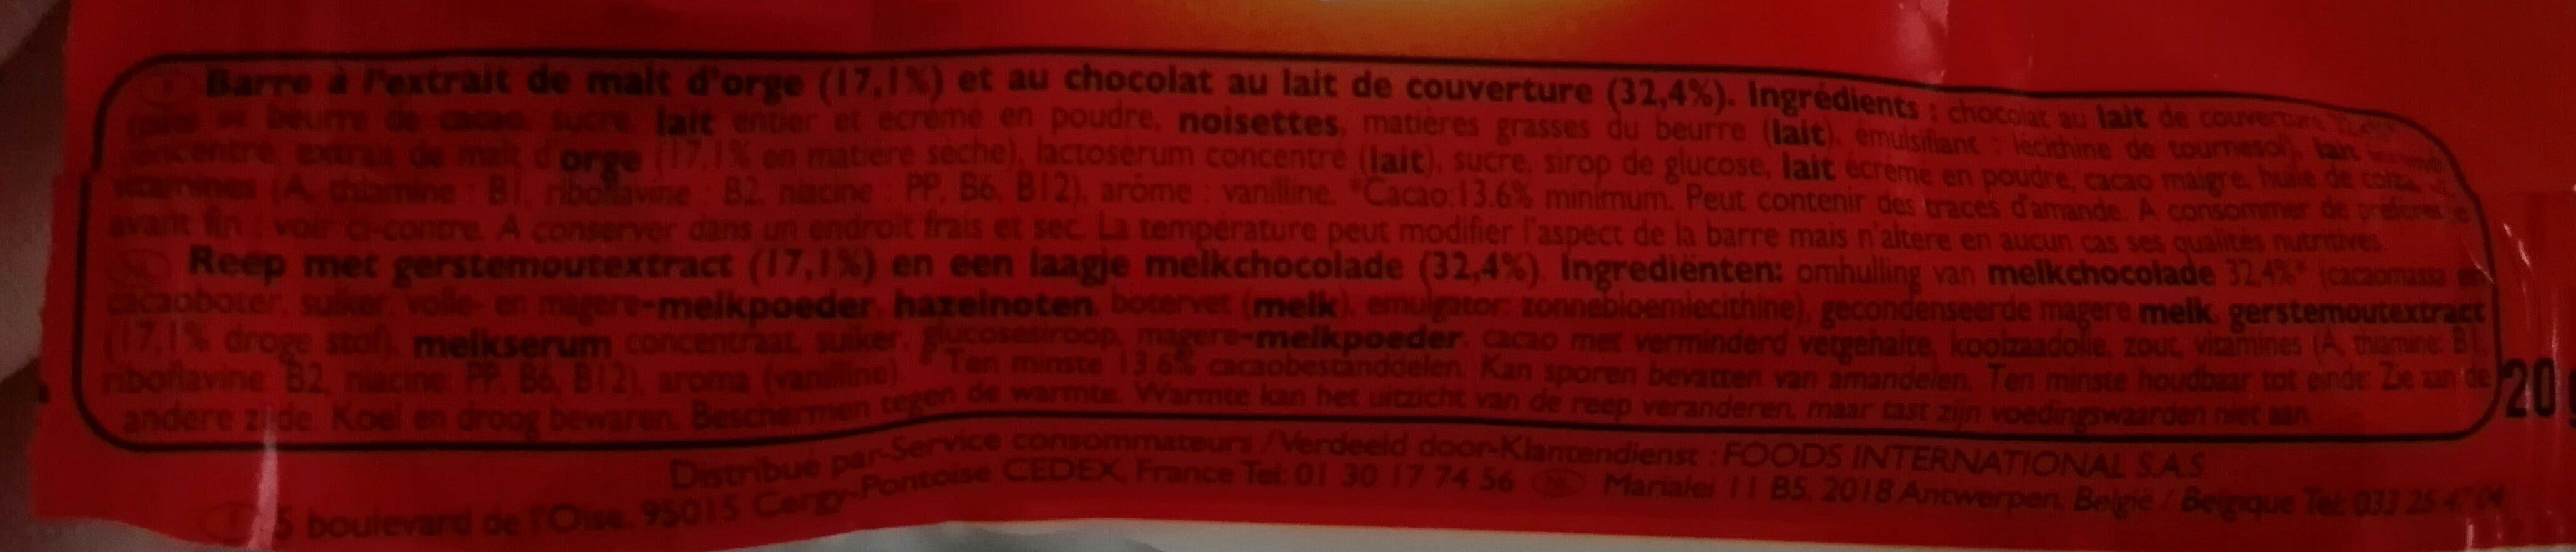 Barre à l'extrait de malt d'orge (17,1%) et au chocolat au lait de couverture (32,4%). Ingrédients : chocolat au lait de couverture
beurre de cacao, sucre, lait entier et écrémé en poudre, noisettes, matières grasses du beurre (lait), émulsifiant : lécithine de tournesol), lait
concentré, extrait de malt d'orge (17,1% en matière sèche), lactosérum concentré (lait), sucre, sirop de glucose, lait écrémé en poudre, cacao maigre, huile de colza,
vitamines (A, thiamine : B1, riboflavine : B2, niacine : PP, B6, B12), arôme : vanilline. *Cacao:13.6% minimum. Peut contenir des traces d'amande. A consommer de préférence
avant fin : voir ci-contre. A conserver dans un endroit frais et sec. La température peut modifier l'aspect de la barre mais n'altère en aucun cas ses qualités nutritives.
Reep met gerstemoutextract (17,1%) en een laagje melkchocolade (32,4%). Ingrediënten: omhulling van melkchocolade 32,4%* (cacaomassa en
cacaoboter, suiker, volle- en magere-melkpoeder, hazelnoten, botervet (melk), emulgator: zonnebloemlecithine), gecondenseerde magere melk, gerstemoutextract
(17,1% droge stof), melkserum concentraat, suiker, glucosesiroop, magere-melkpoeder, cacao met verminderd vetgehalte, koolzaadolie, zout, vitamines (A, thiamine: B1,
riboflavine: B2, niacine: PP, B6, B12), aroma (vanilline). *Ten minste 13.6% cacaobestanddelen. Kan sporen bevatten van amandelen. Ten minste houdbaar tot einde: Zie aan de
andere zijde. Koel en droog bewaren. Beschermen tegen de warmte. Warmte kan het uitzicht van de reep veranderen, maar tast zijn voedingswaarden niet aan.
20
Distribué par-Service consommateurs /Verdeeld door-Klantendienst : FOODS INTERNATIONAL S.A.S
F 5 boulevard de l'Oise, 95015 Cergy-Pontoise CEDEX, France Tel: 01 30 17 74 56 Marialei 11 B5, 2018 Antwerpen, België / Belgique Tel: 033 25 47 04